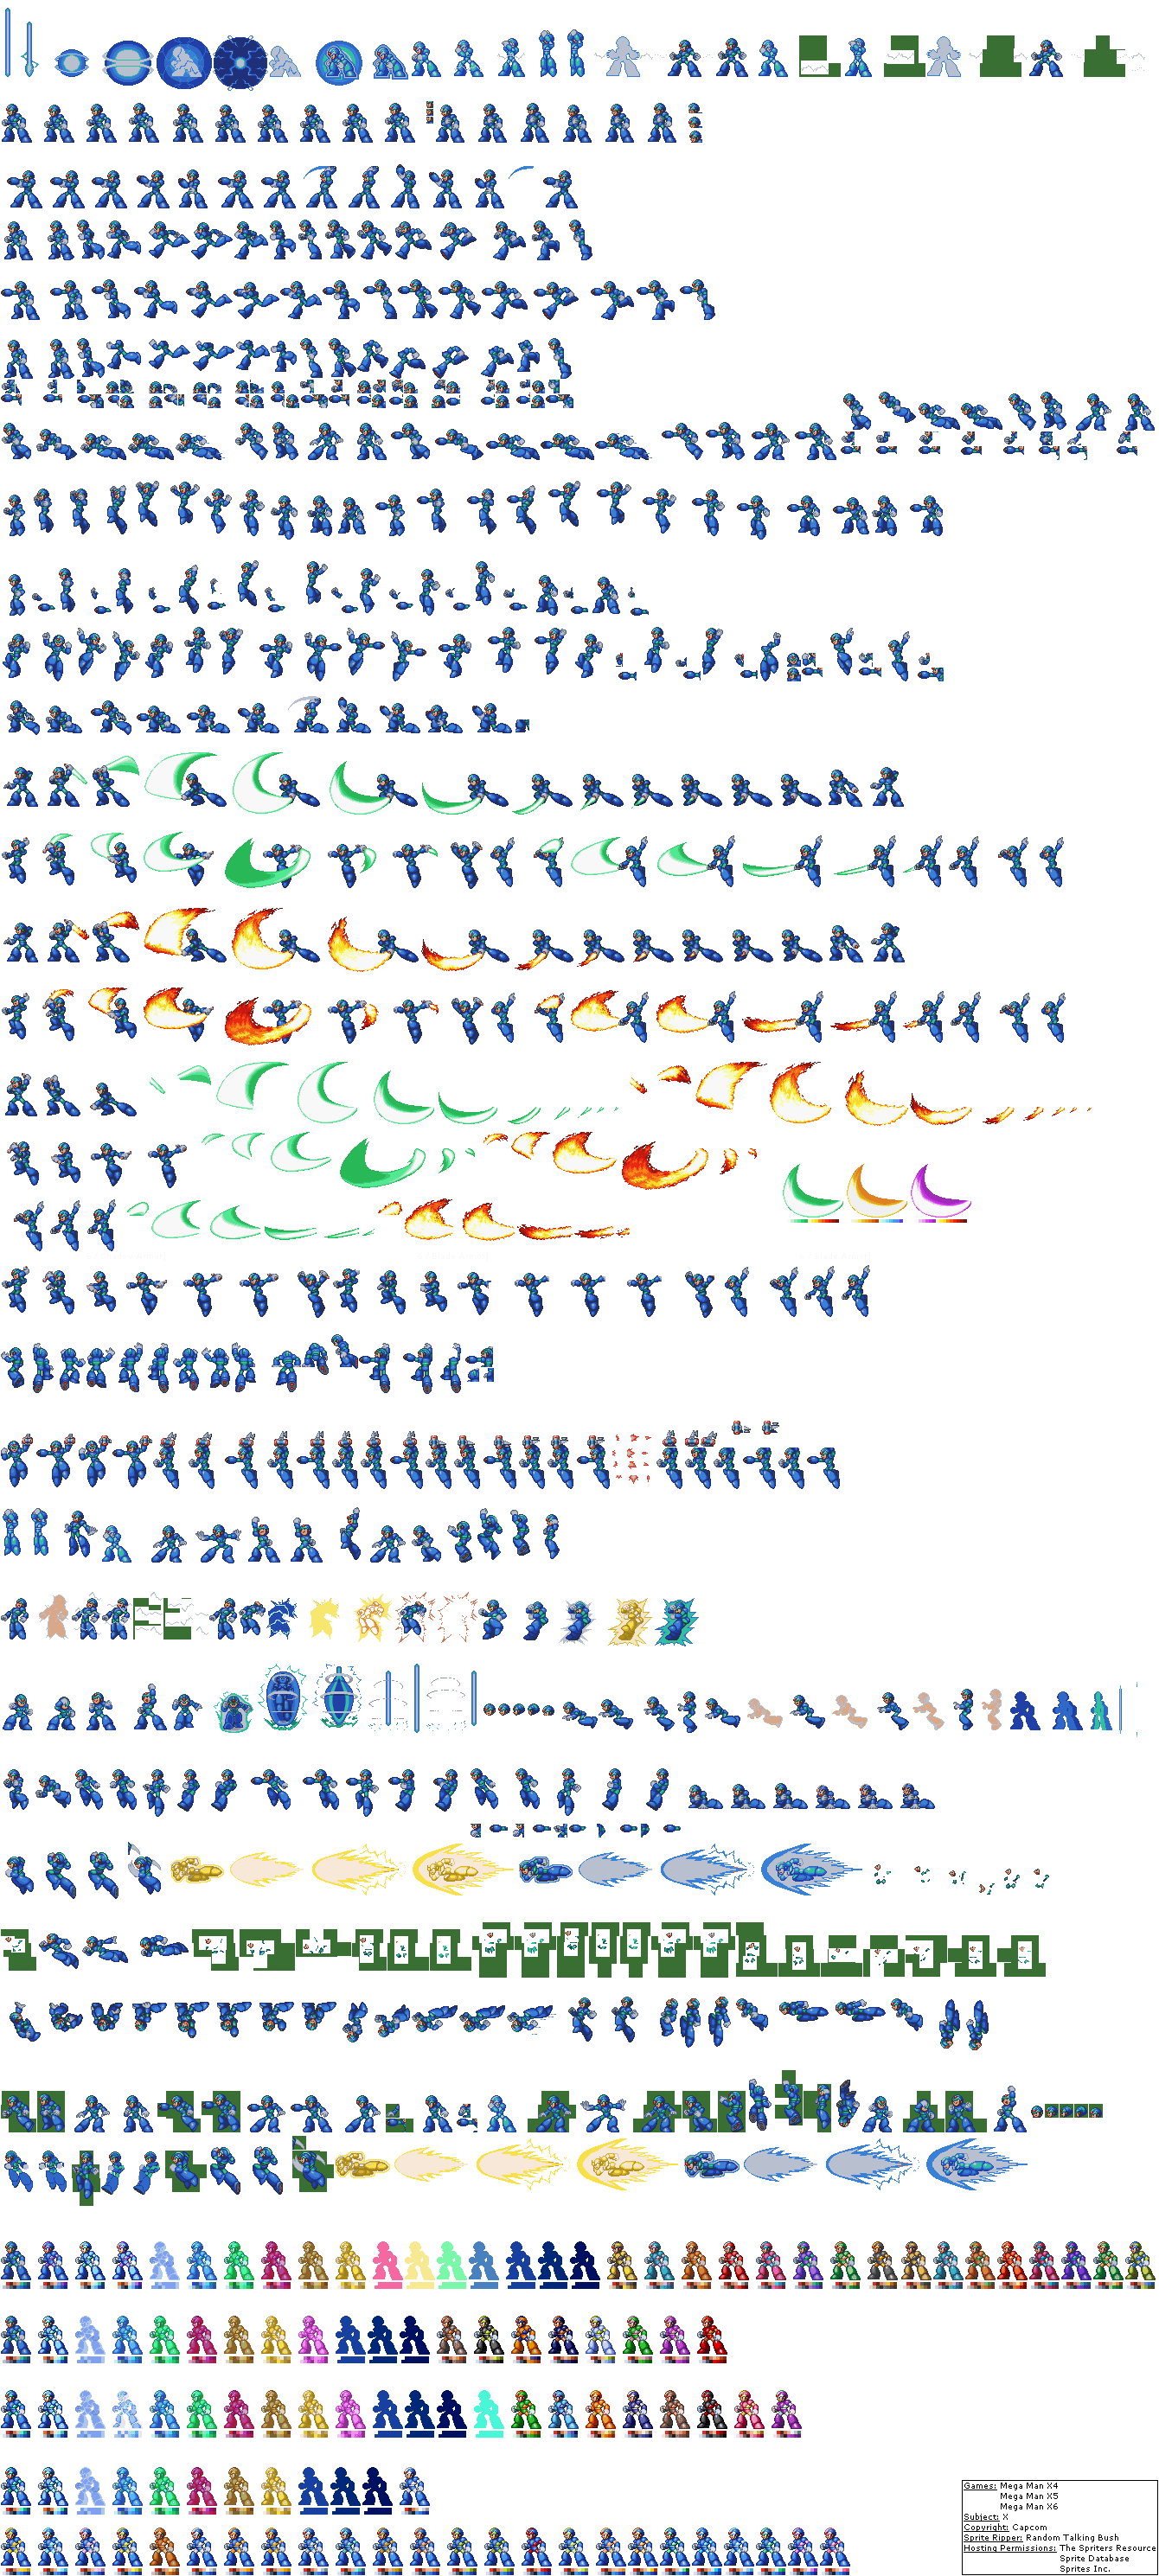 Games: Mega Man X4
Mega Man X5
Mega Man X6
Subject: X
Copyright: Capcom
Sprite Ripper: Random Talking Bush
Hosting Permissions: The Spriters Resource
Sprite Database
Sprites Inc.